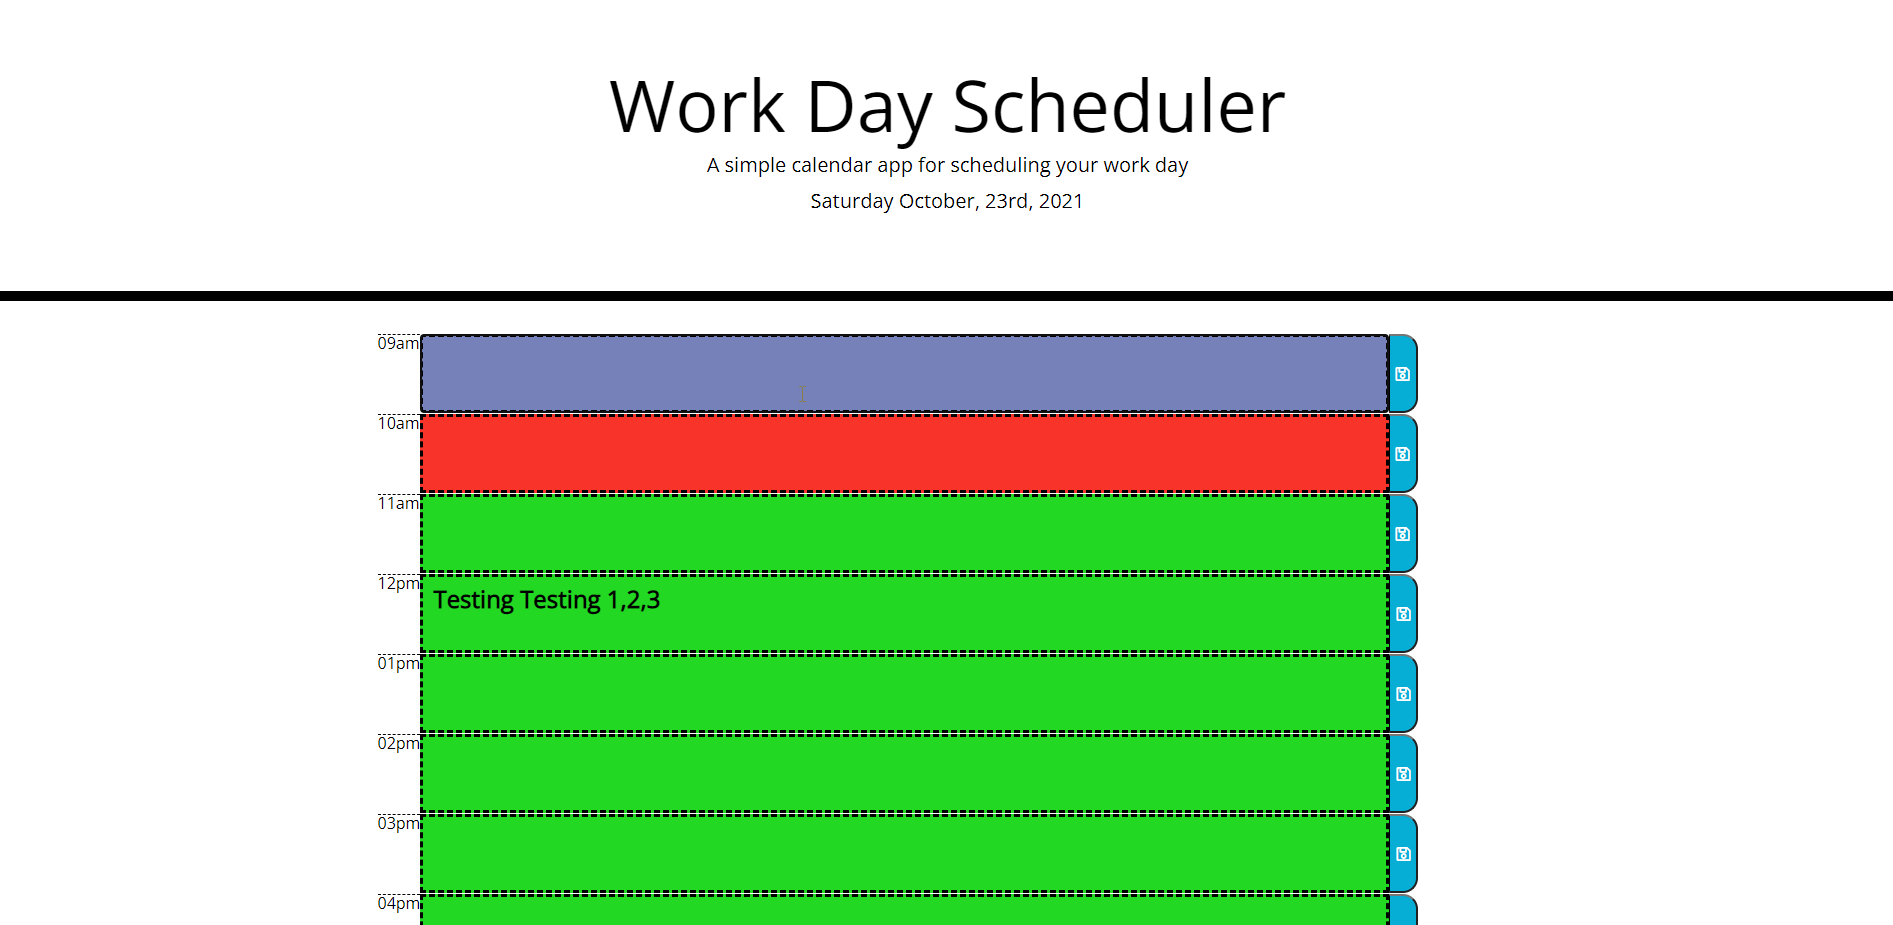 Work Day Scheduler
A simple calendar app for scheduling your work day
Saturday October, 23rd, 2021
09am
10am
11am
12pm
Testing Testing 1,2,3
01pm
02pm
03pm
04pm